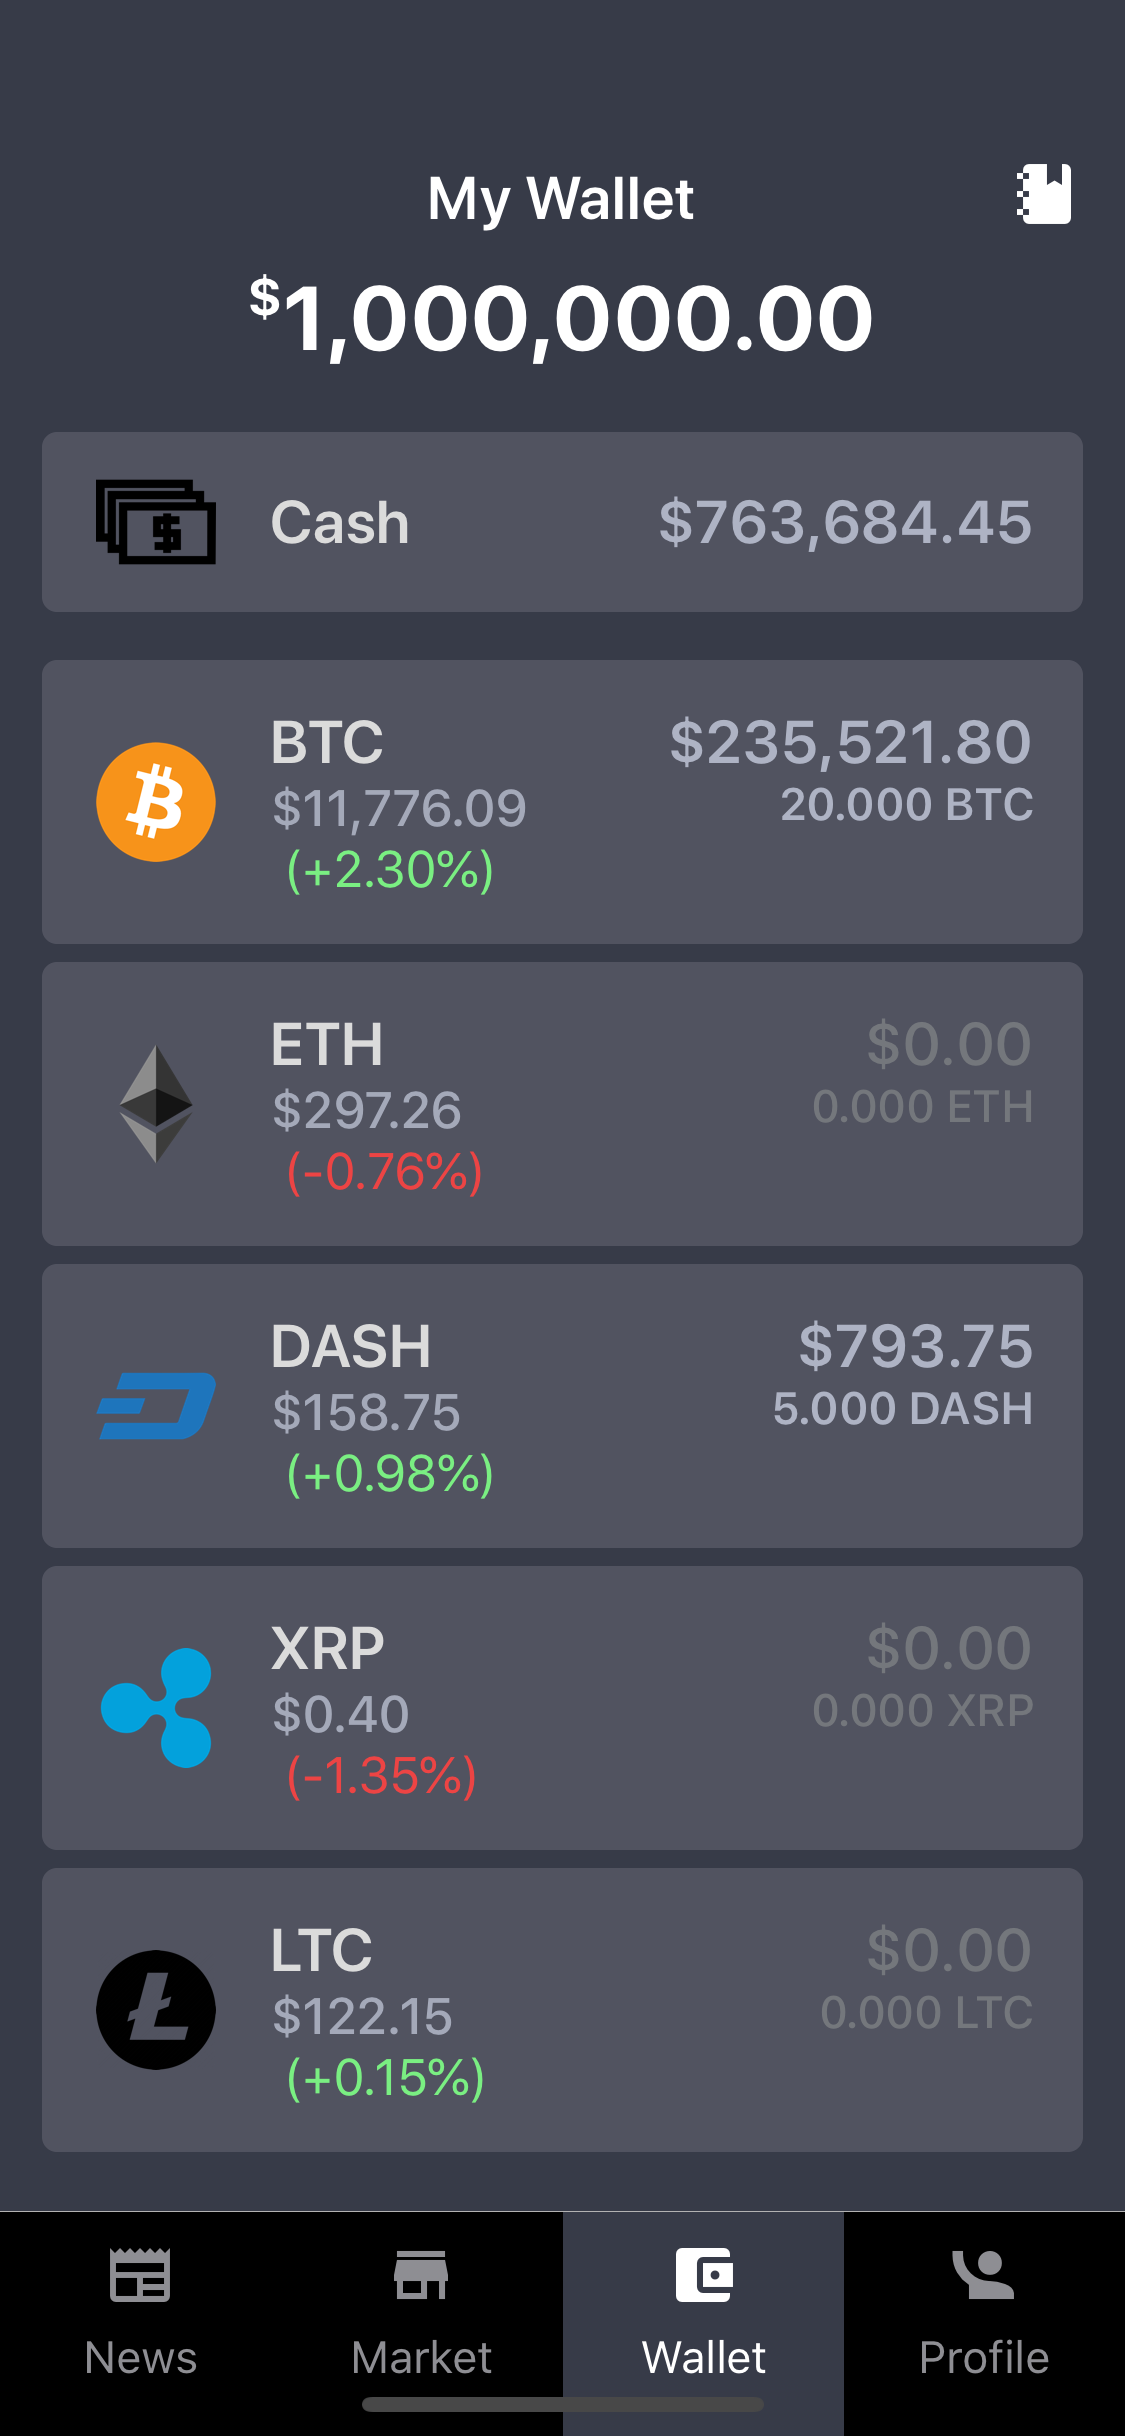 My Wallet
$1,000,000.00
Cash $763,684.45
BTC $235,521.80
$11,776.09 20.000 BTC
(+2.30%)
ETH $0.00
$297.26 0.000 ETH
(-0.76%)
DASH $793.75
$158.75 5.000 DASH
(+0.98%)
XRP $0.00
$0.40 0.000 XRP
(-1.35%)
LTC $0.00
$122.15 0.000 LTC
(+0.15%)
News Market Wallet Profile